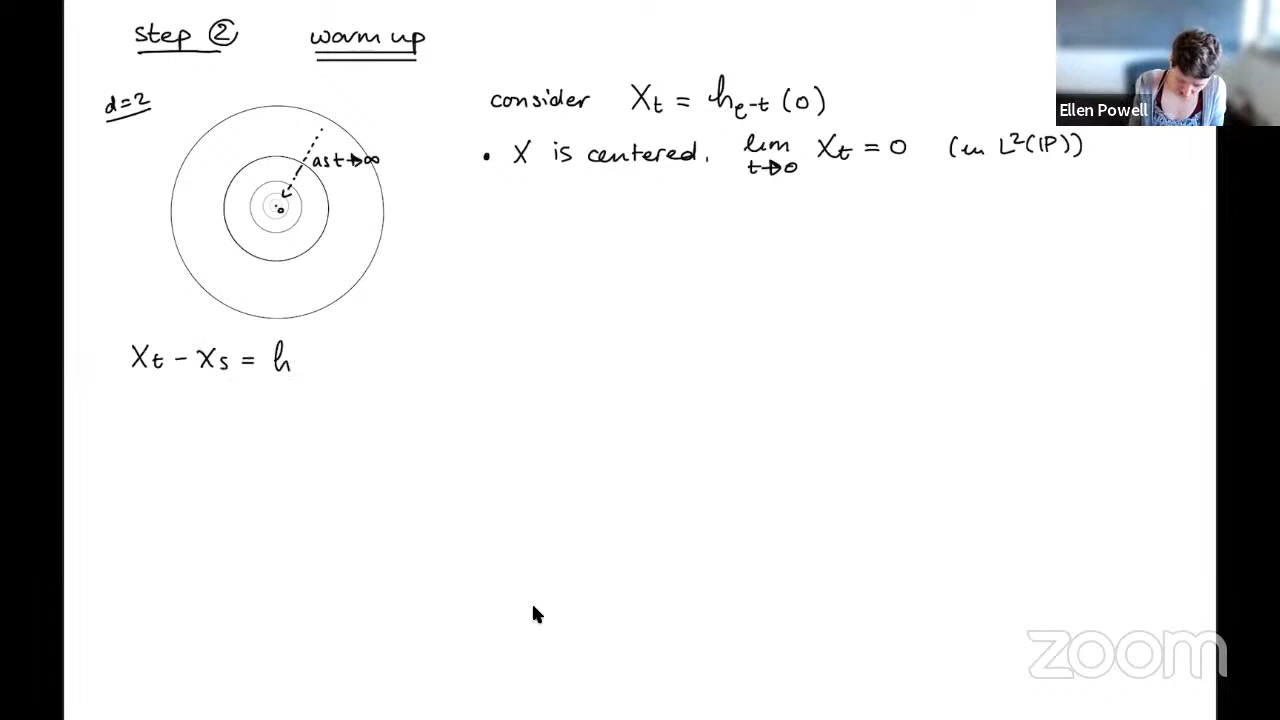 step ② warm up
d=2
consider X_t = h_{e^{-t}}(0)
• X is centered. lim_{t→0} X_t = 0 (in L²(ℙ))
as t→∞
0
X_t − X_s = h
Ellen Powell
zoom